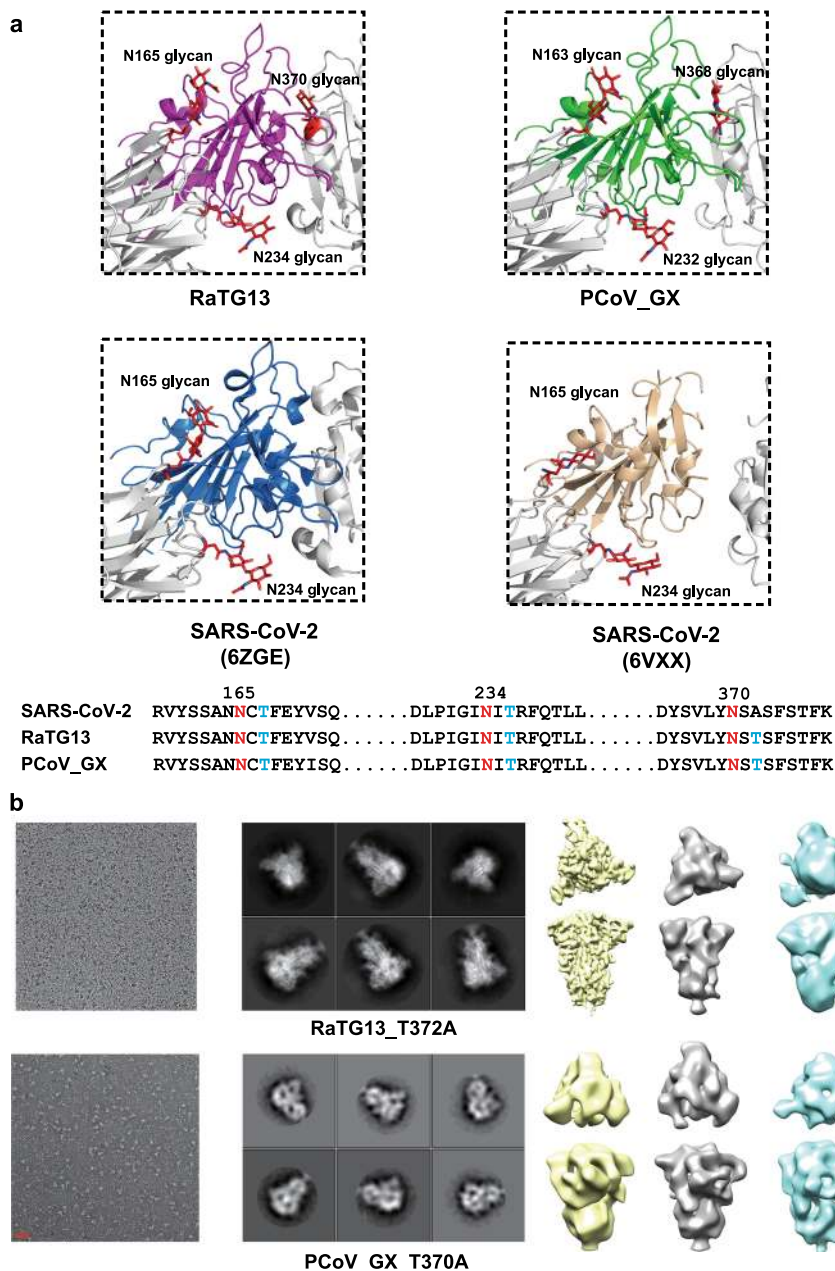 a
N165 glycan
N370 glycan
N234 glycan
RaTG13
N163 glycan
N368 glycan
N232 glycan
PCoV_GX
N165 glycan
N234 glycan
SARS-CoV-2
(6ZGE)
N165 glycan
N234 glycan
SARS-CoV-2
(6VXX)
165 234 370
SARS-CoV-2 RVYSSANNCTFEYVSQ......DLPIGINITRFQTLL......DYSVLYNSASFSTFK
RaTG13 RVYSSANNCTFEYVSQ......DLPIGINITRFQTLL......DYSVLYNSTSFSTFK
PCoV_GX RVYSSANNCTFEYISQ......DLPIGINITRFQTLL......DYSVLYNSTSFSTFK
b
RaTG13_T372A
PCoV_GX_T370A